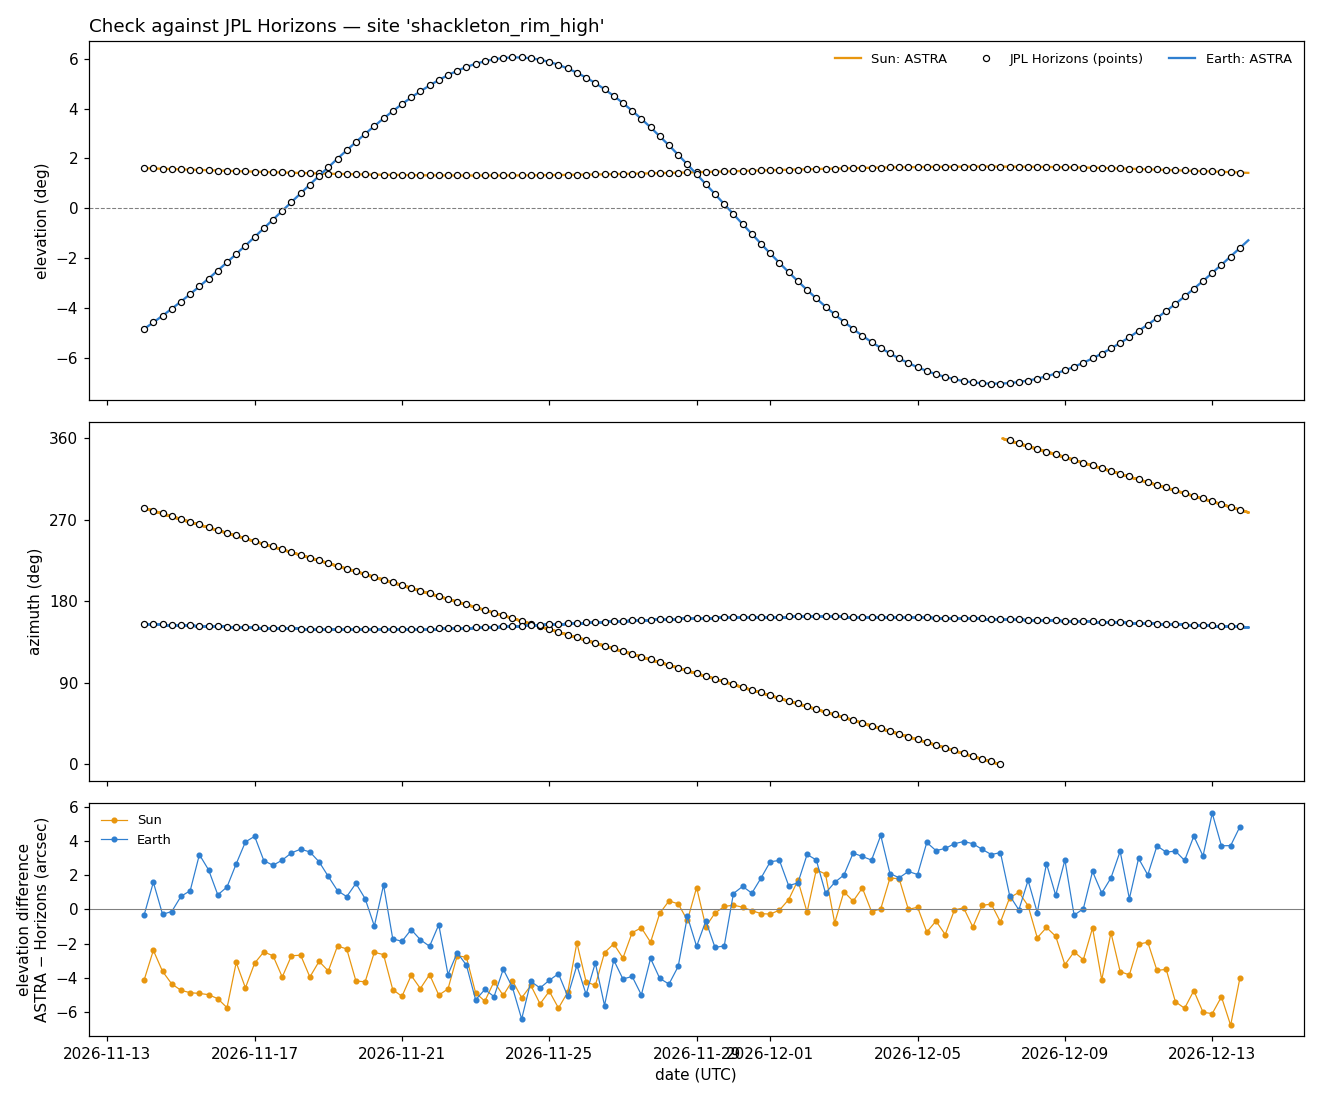 Check against JPL Horizons — site 'shackleton_rim_high'
Sun: ASTRA
JPL Horizons (points)
Earth: ASTRA
elevation (deg)
6
4
2
0
−2
−4
−6
azimuth (deg)
360
270
180
90
0
elevation difference
ASTRA − Horizons (arcsec)
Sun
Earth
6
4
2
0
−2
−4
−6
2026-11-13
2026-11-17
2026-11-21
2026-11-25
2026-11-29
2026-12-01
2026-12-05
2026-12-09
2026-12-13
date (UTC)